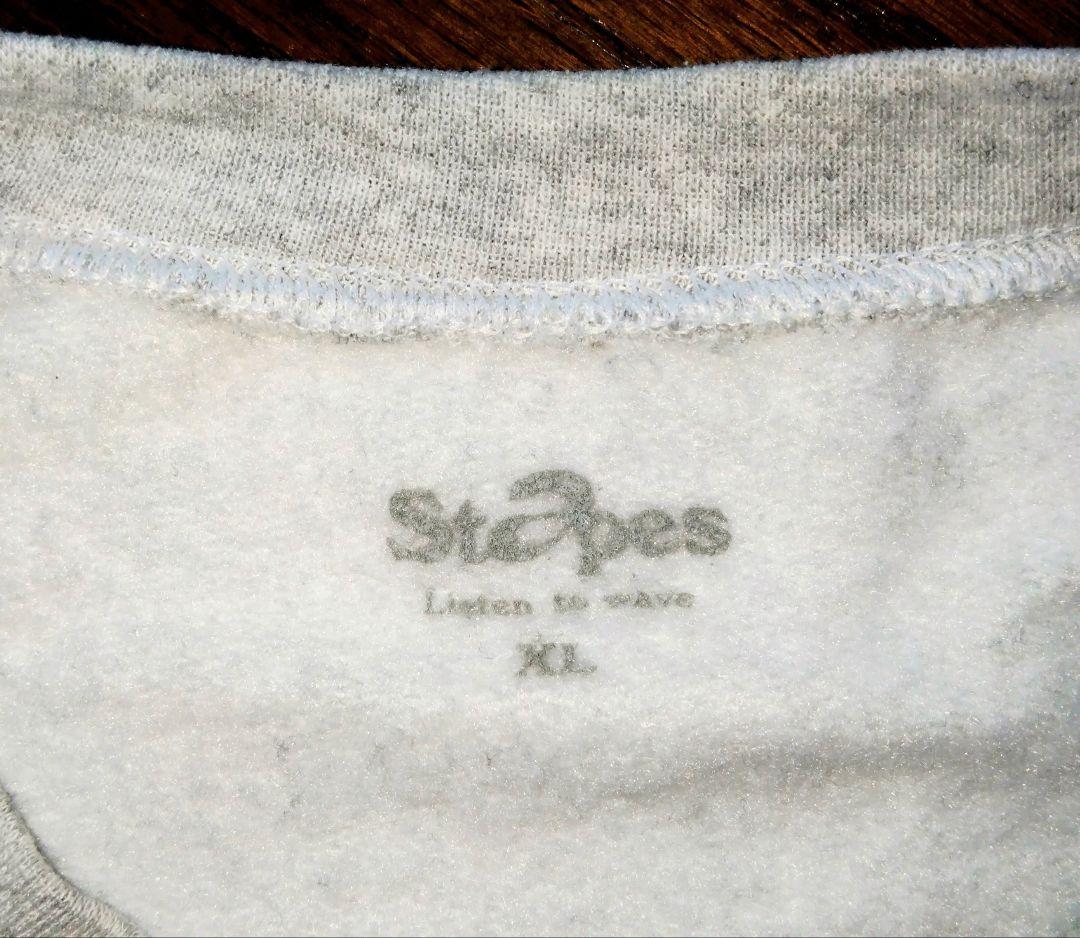 Stapes
Listen to wave
XL